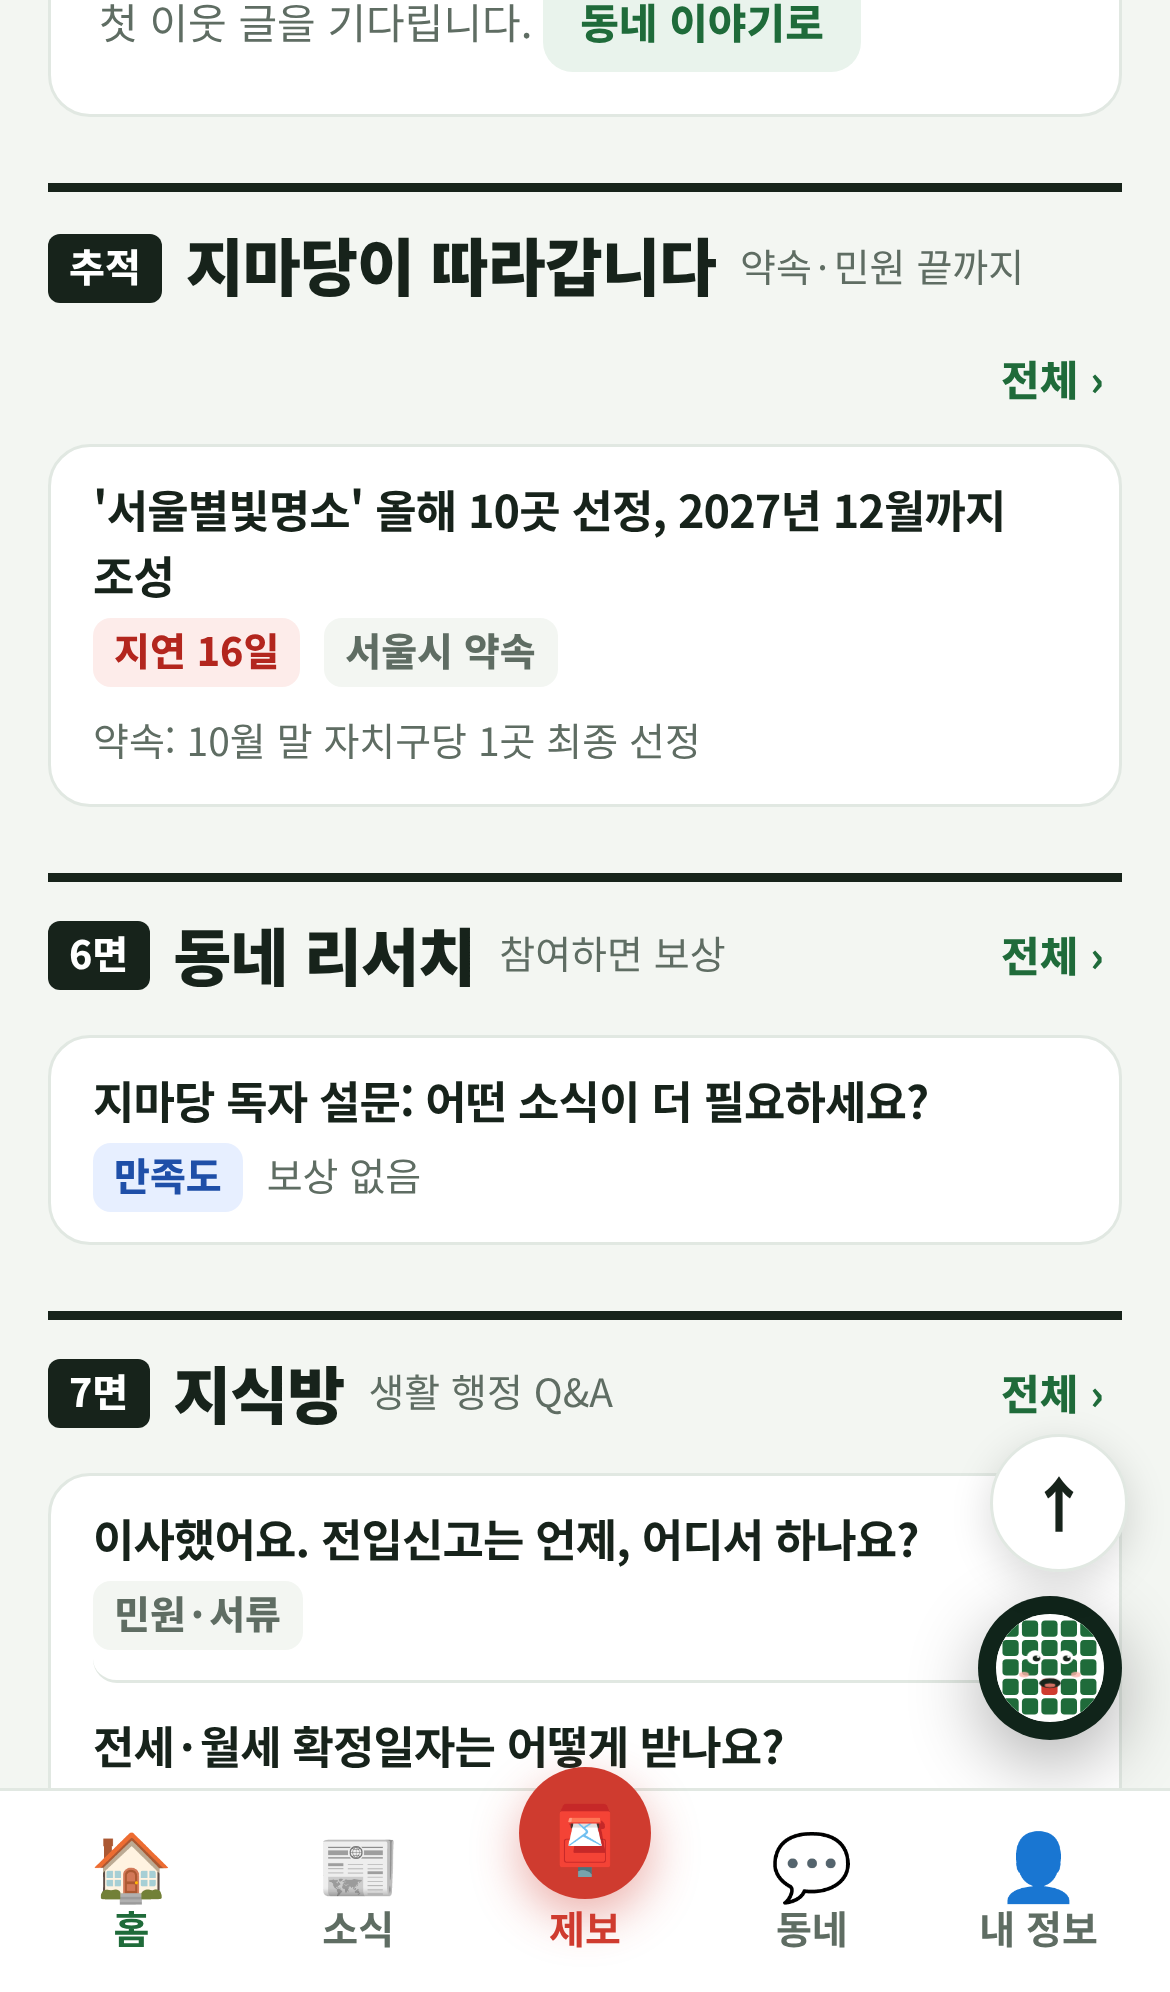 첫 이웃 글을 기다립니다. 동네 이야기로
추적 지마당이 따라갑니다 약속·민원 끝까지
전체 ›
'서울별빛명소' 올해 10곳 선정, 2027년 12월까지
조성
지연 16일 서울시 약속
약속: 10월 말 자치구당 1곳 최종 선정
6면 동네 리서치 참여하면 보상 전체 ›
지마당 독자 설문: 어떤 소식이 더 필요하세요?
만족도 보상 없음
7면 지식방 생활 행정 Q&A 전체 ›
↑
이사했어요. 전입신고는 언제, 어디서 하나요?
민원·서류
전세·월세 확정일자는 어떻게 받나요?
홈 소식 제보 동네 내 정보